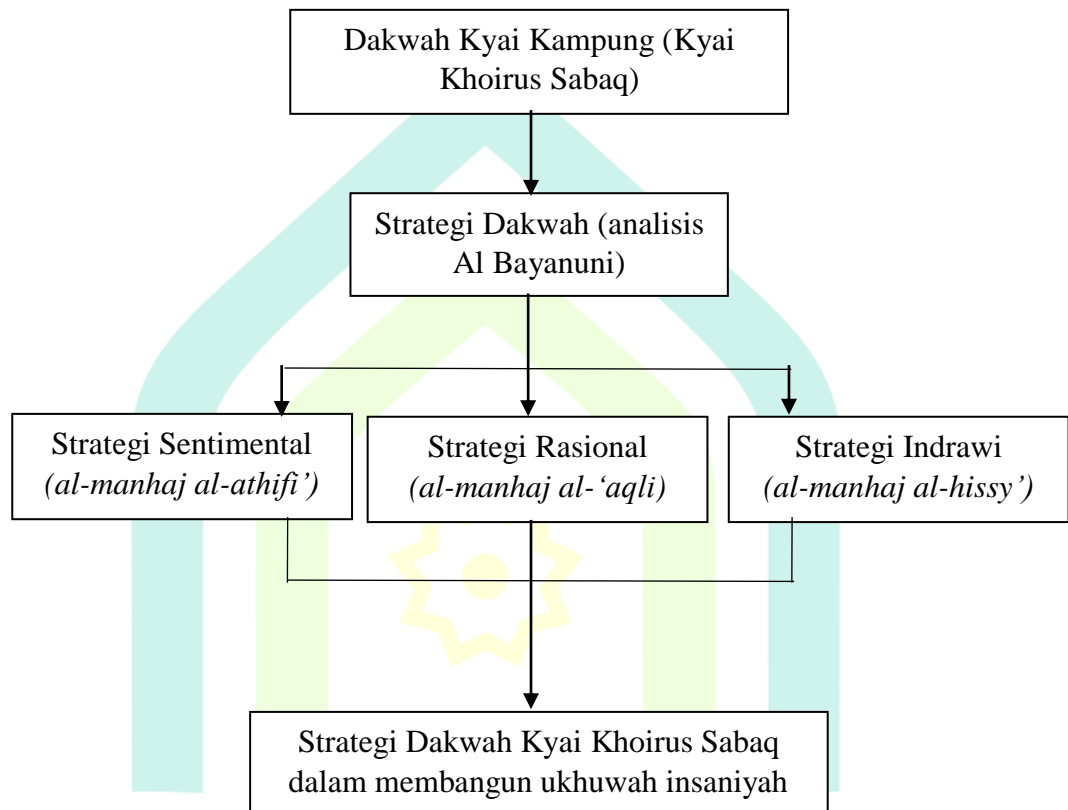 Dakwah Kyai Kampung (Kyai
Khoirus Sabaq)
Strategi Dakwah (analisis
Al Bayanuni)
Strategi Sentimental
(al-manhaj al-athifi’)
Strategi Rasional
(al-manhaj al-‘aqli)
Strategi Indrawi
(al-manhaj al-hissy’)
Strategi Dakwah Kyai Khoirus Sabaq
dalam membangun ukhuwah insaniyah